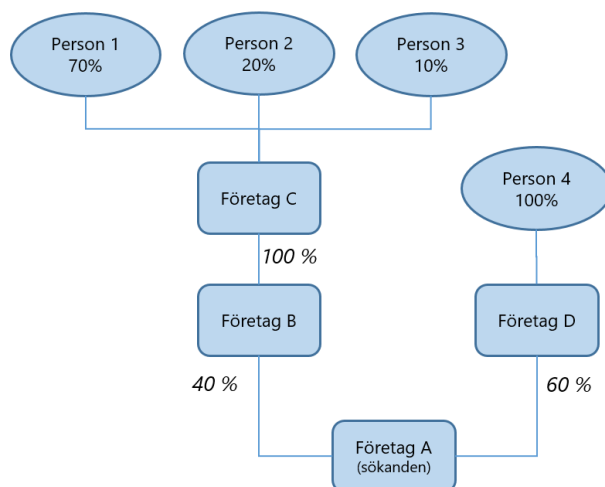 Person 1
70%
Person 2
20%
Person 3
10%
Företag C
Person 4
100%
100 %
Företag B
Företag D
40 %
60 %
Företag A
(sökanden)